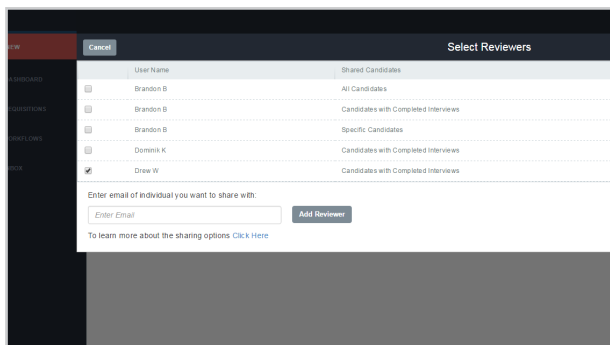 Cancel
Select Reviewers
User Name
Shared Candidates
Brandon B
All Candidates
Brandon B
Candidates with Completed Interviews
Brandon B
Specific Candidates
Dominik K
Candidates with Completed Interviews
Drew W
Candidates with Completed Interviews
Enter email of individual you want to share with:
Enter Email
Add Reviewer
To learn more about the sharing options Click Here